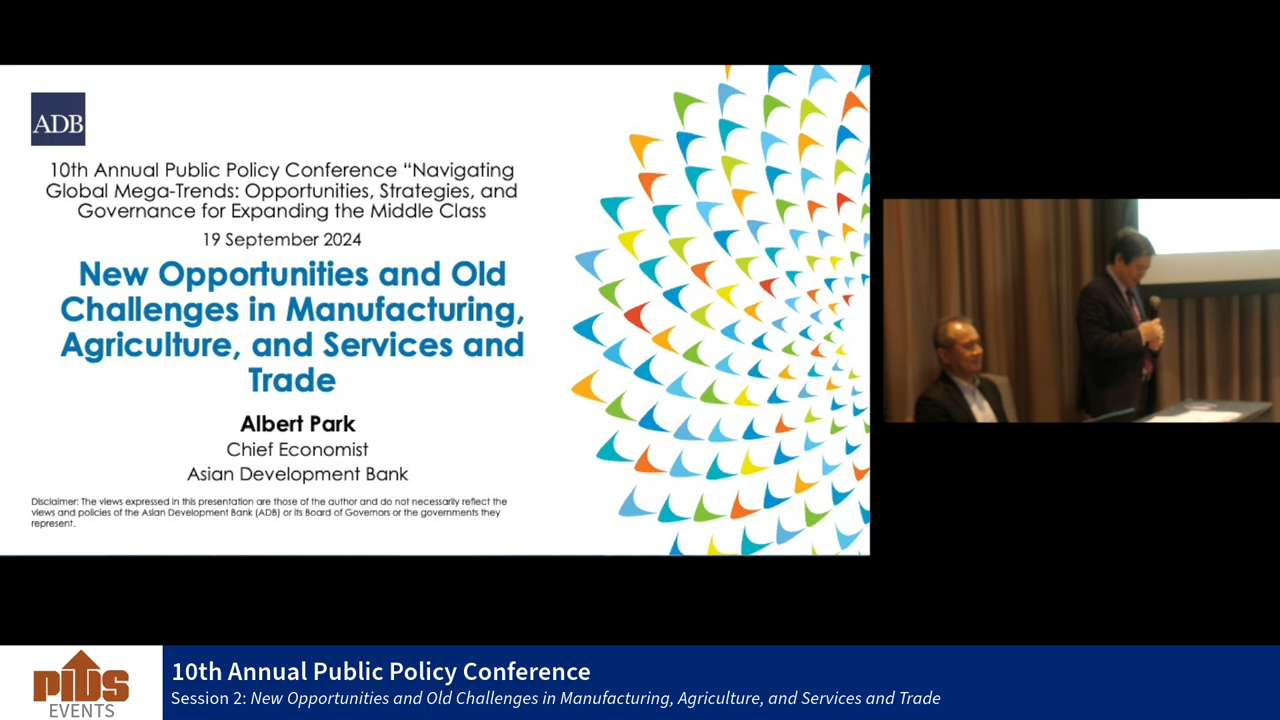 ADB
10th Annual Public Policy Conference “Navigating
Global Mega-Trends: Opportunities, Strategies, and
Governance for Expanding the Middle Class
19 September 2024
New Opportunities and Old
Challenges in Manufacturing,
Agriculture, and Services and
Trade
Albert Park
Chief Economist
Asian Development Bank
Disclaimer: The views expressed in this presentation are those of the author and do not necessarily reflect the
views and policies of the Asian Development Bank (ADB) or its Board of Governors or the governments they
represent.
PIDS
EVENTS
10th Annual Public Policy Conference
Session 2: New Opportunities and Old Challenges in Manufacturing, Agriculture, and Services and Trade